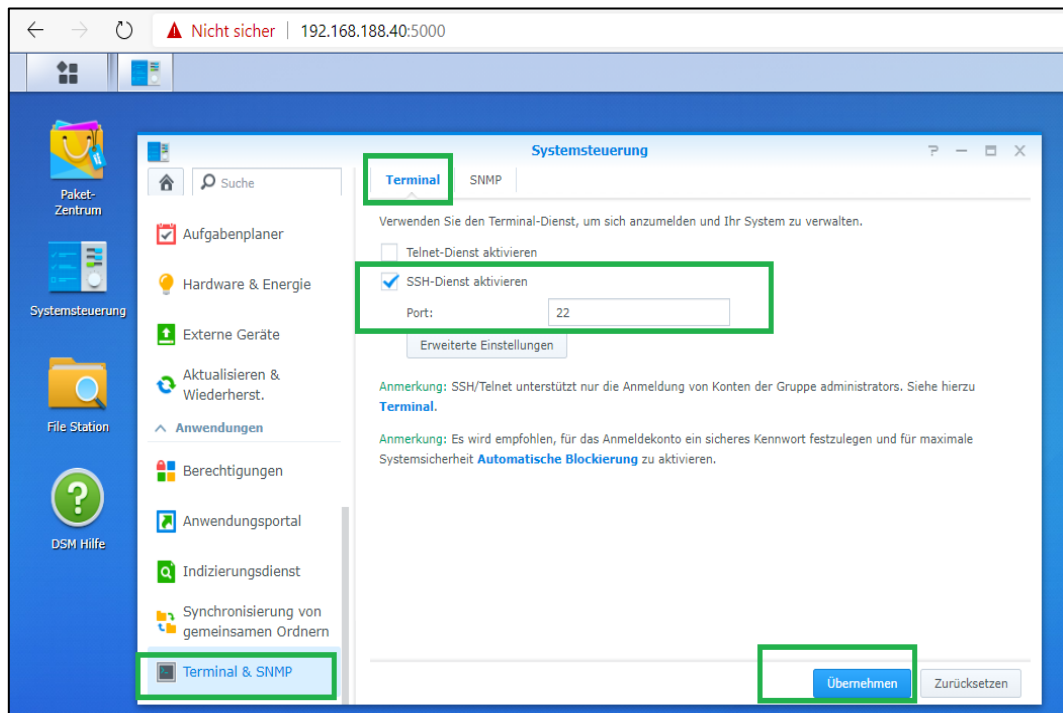 Nicht sicher 192.168.188.40:5000
Paket-
Zentrum
Systemsteuerung
File Station
DSM Hilfe
Systemsteuerung
Suche
Aufgabenplaner
Hardware & Energie
Externe Geräte
Aktualisieren &
Wiederherst.
Anwendungen
Berechtigungen
Anwendungsportal
Indizierungsdienst
Synchronisierung von
gemeinsamen Ordnern
Terminal & SNMP
Terminal SNMP
Verwenden Sie den Terminal-Dienst, um sich anzumelden und Ihr System zu verwalten.
Telnet-Dienst aktivieren
SSH-Dienst aktivieren
Port: 22
Erweiterte Einstellungen
Anmerkung: SSH/Telnet unterstützt nur die Anmeldung von Konten der Gruppe administrators. Siehe hierzu
Terminal.
Anmerkung: Es wird empfohlen, für das Anmeldekonto ein sicheres Kennwort festzulegen und für maximale
Systemsicherheit Automatische Blockierung zu aktivieren.
Übernehmen Zurücksetzen